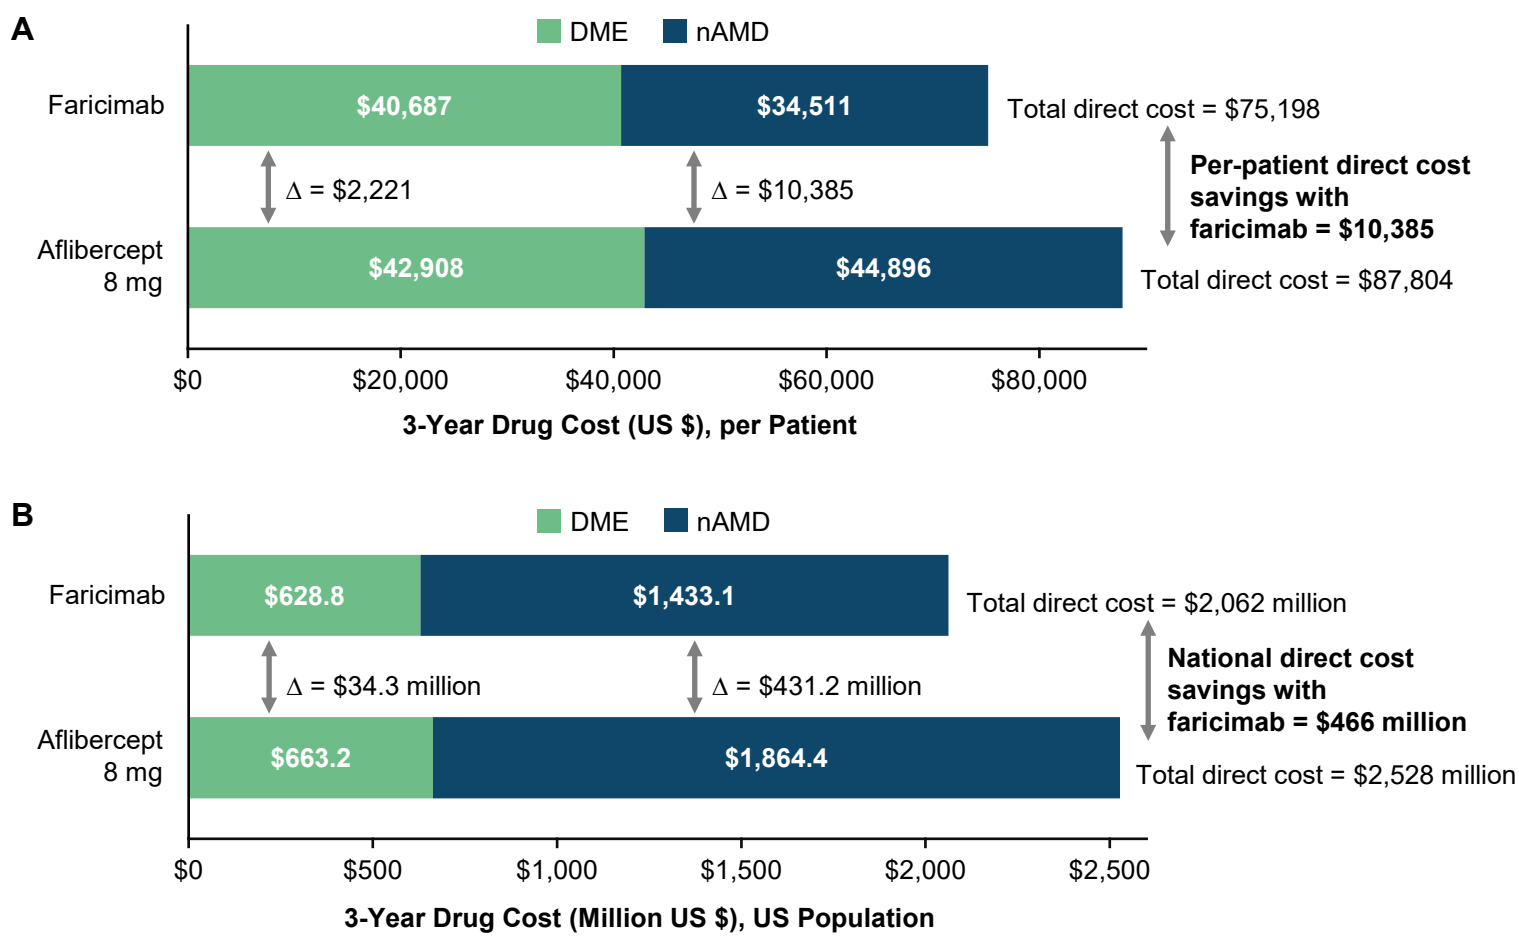 A
DME
nAMD
Faricimab
$40,687
$34,511
Total direct cost = $75,198
Δ = $2,221
Δ = $10,385
Per-patient direct cost
savings with
faricimab = $10,385
Aflibercept
8 mg
$42,908
$44,896
Total direct cost = $87,804
$0
$20,000
$40,000
$60,000
$80,000
3-Year Drug Cost (US $), per Patient
B
DME
nAMD
Faricimab
$628.8
$1,433.1
Total direct cost = $2,062 million
Δ = $34.3 million
Δ = $431.2 million
National direct cost
savings with
faricimab = $466 million
Aflibercept
8 mg
$663.2
$1,864.4
Total direct cost = $2,528 million
$0
$500
$1,000
$1,500
$2,000
$2,500
3-Year Drug Cost (Million US $), US Population